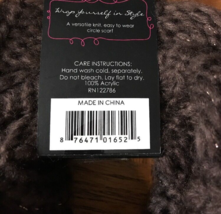 Wrap Yourself in Style
A versatile knit, easy to wear
circle scarf
CARE INSTRUCTIONS:
Hand wash cold, separately.
Do not bleach. Lay flat to dry.
100% Acrylic
RN122786
MADE IN CHINA
8 76471 01652 5